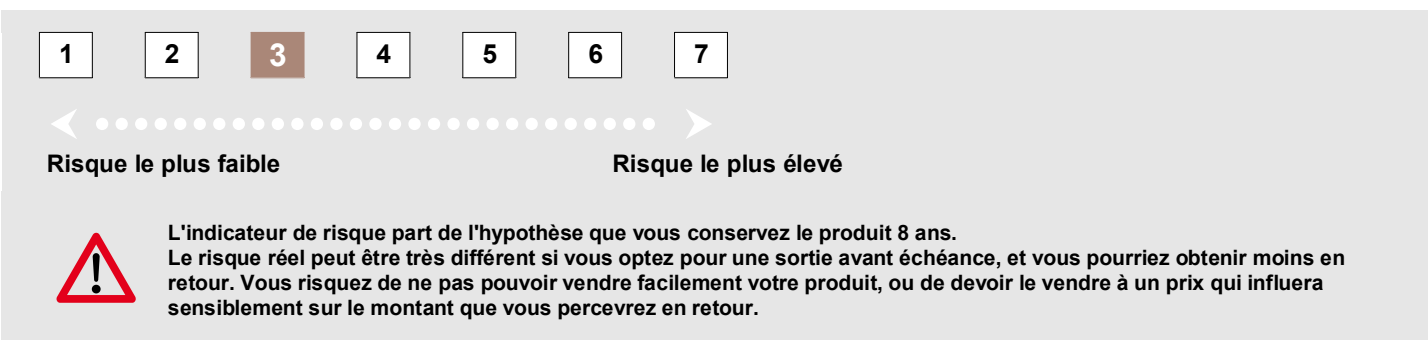 1 2 3 4 5 6 7
Risque le plus faible Risque le plus élevé
L'indicateur de risque part de l'hypothèse que vous conservez le produit 8 ans.
Le risque réel peut être très différent si vous optez pour une sortie avant échéance, et vous pourriez obtenir moins en
retour. Vous risquez de ne pas pouvoir vendre facilement votre produit, ou de devoir le vendre à un prix qui influera
sensiblement sur le montant que vous percevrez en retour.